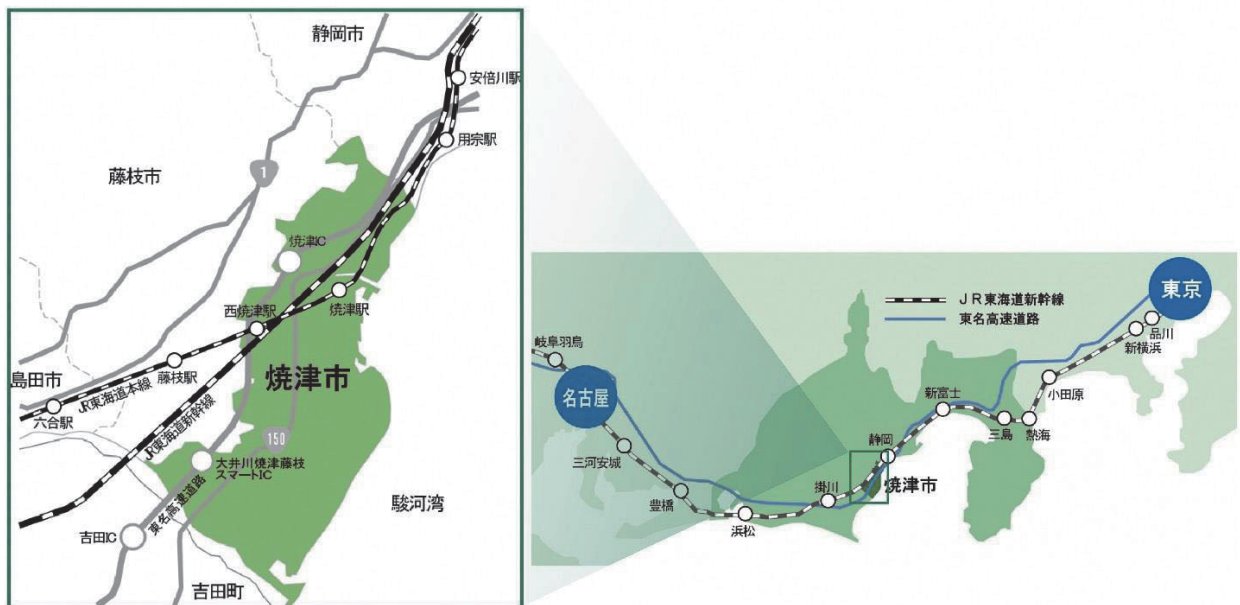 静岡市
安倍川駅
用宗駅
藤枝市
1
焼津IC
西焼津駅
焼津駅
焼津市
島田市
藤枝駅
JR東海道本線
六合駅
JR東海道新幹線
150
大井川焼津藤枝
スマートIC
東名高速道路
駿河湾
吉田IC
吉田町
JR東海道新幹線
東名高速道路
東京
品川
新横浜
小田原
熱海
三島
新富士
静岡
焼津市
掛川
浜松
豊橋
三河安城
名古屋
岐阜羽島